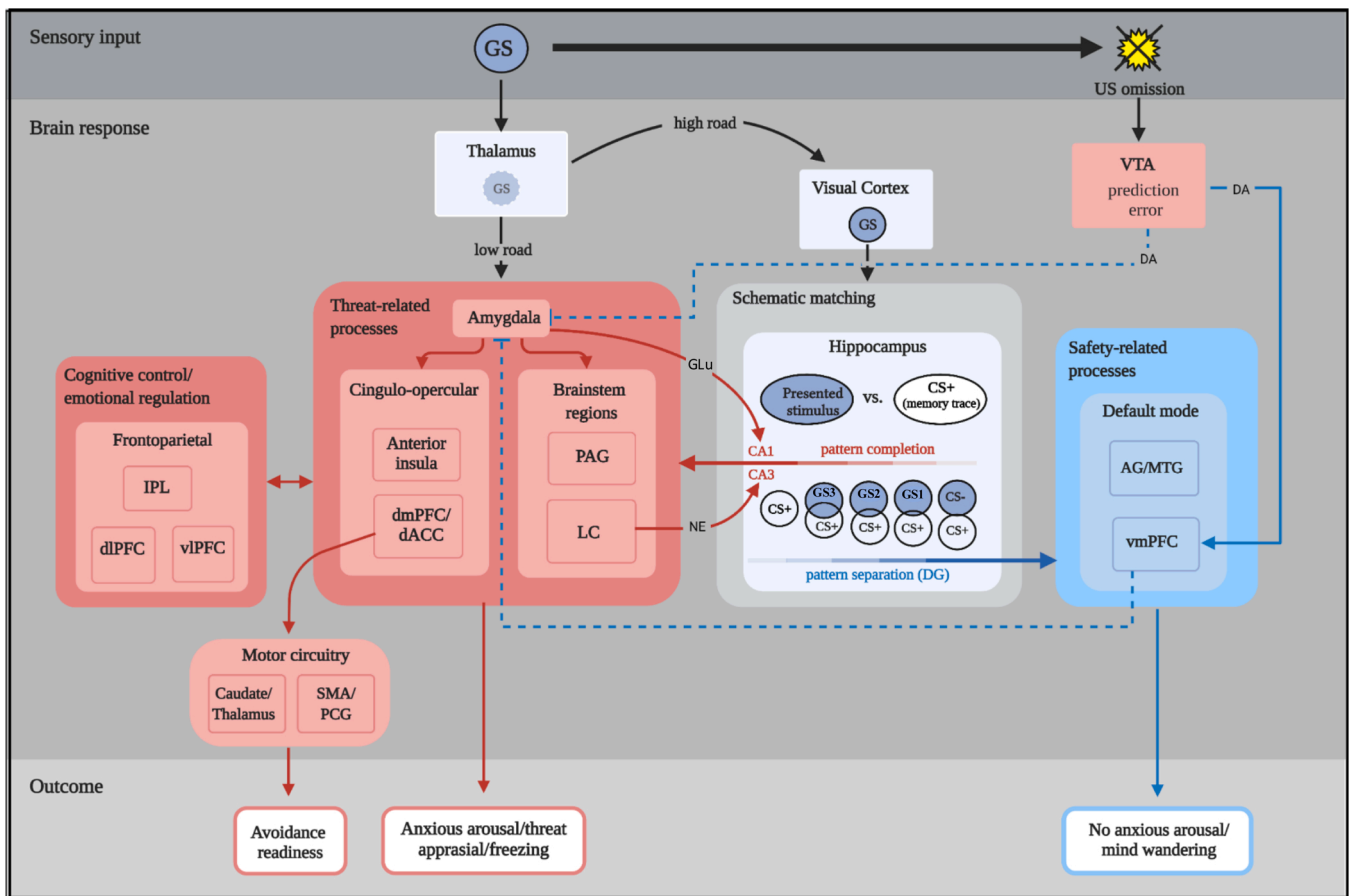 Sensory input
GS
US omission
Brain response
high road
Thalamus
GS
VTA
prediction
error
DA
Visual Cortex
GS
low road
DA
Threat-related
processes
Amygdala
Schematic matching
Hippocampus
Safety-related
processes
GLu
Cognitive control/
emotional regulation
Cingulo-opercular
Brainstem
regions
Presented
stimulus
vs.
CS+
(memory trace)
Default mode
Frontoparietal
Anterior
insula
PAG
CA1
pattern completion
CA3
AG/MTG
IPL
dlPFC
vlPFC
dmPFC/
dACC
LC
NE
CS+
GS3
CS+
GS2
CS+
GS1
CS+
CS-
CS+
vmPFC
pattern separation (DG)
Motor circuitry
Caudate/
Thalamus
SMA/
PCG
Outcome
Avoidance
readiness
Anxious arousal/threat
apprasial/freezing
No anxious arousal/
mind wandering